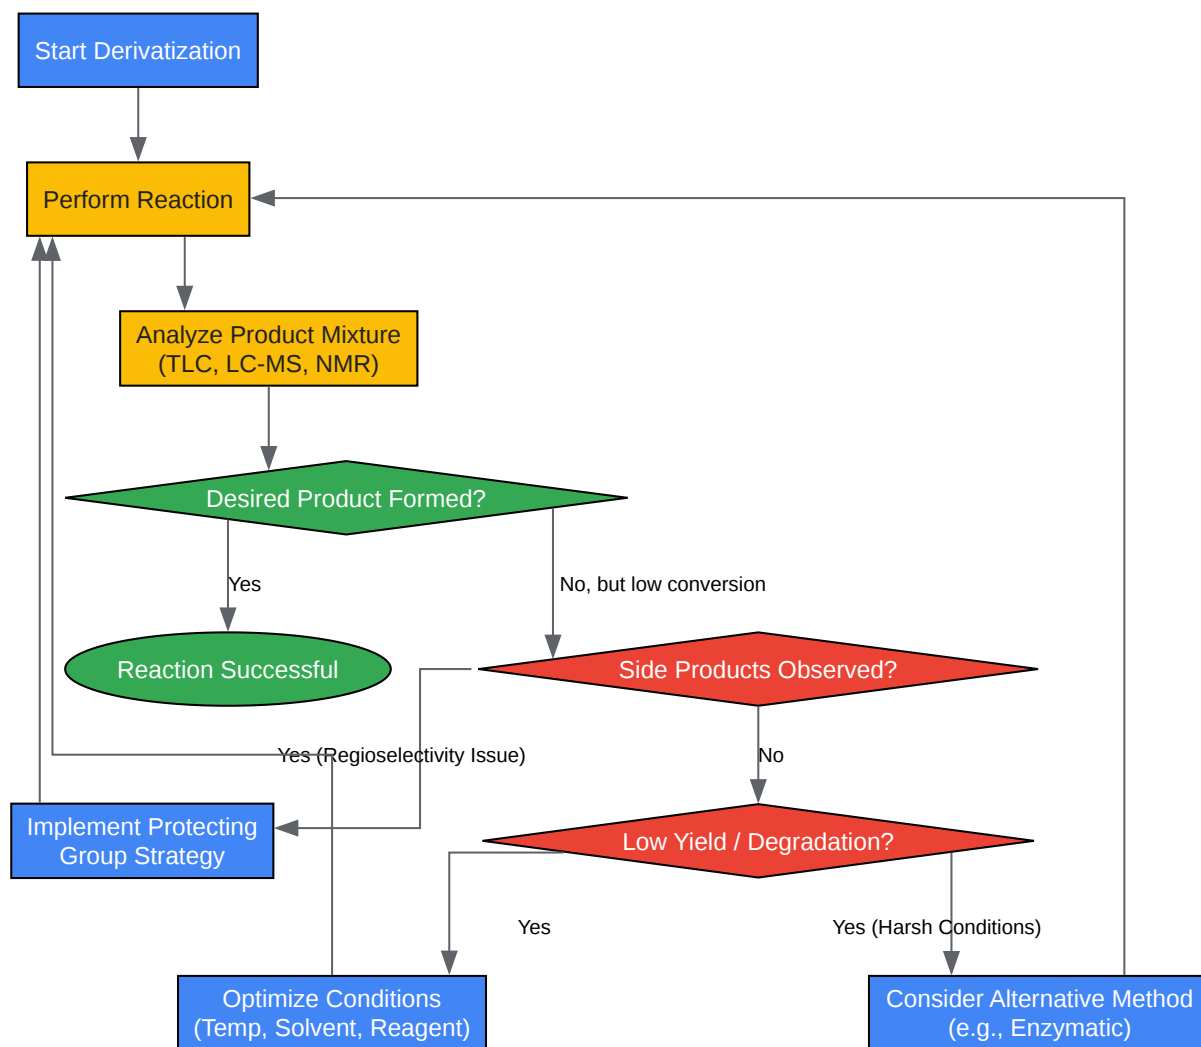 Start Derivatization
Perform Reaction
Analyze Product Mixture
(TLC, LC-MS, NMR)
Desired Product Formed?
Yes
No, but low conversion
Reaction Successful
Side Products Observed?
Yes (Regioselectivity Issue)
No
Implement Protecting
Group Strategy
Low Yield / Degradation?
Yes
Yes (Harsh Conditions)
Optimize Conditions
(Temp, Solvent, Reagent)
Consider Alternative Method
(e.g., Enzymatic)